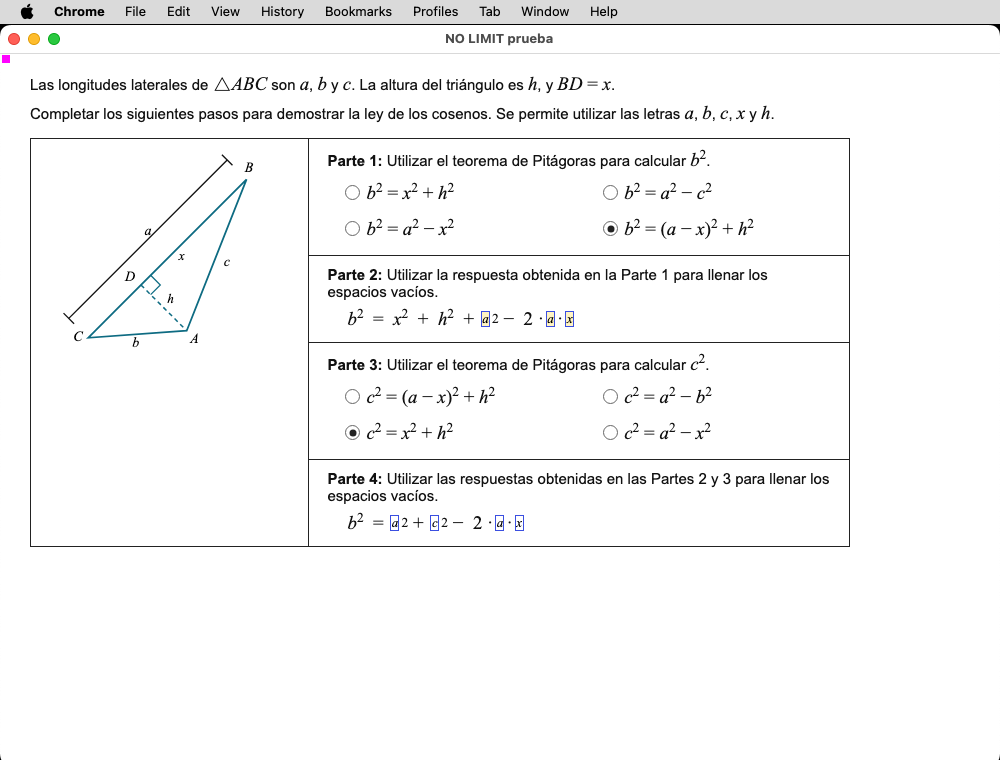 Chrome File Edit View History Bookmarks Profiles Tab Window Help
NO LIMIT prueba
Las longitudes laterales de △ABC son a, b y c. La altura del triángulo es h, y BD = x.
Completar los siguientes pasos para demostrar la ley de los cosenos. Se permite utilizar las letras a, b, c, x y h.
B
a
x
c
D
h
C
b
A
Parte 1: Utilizar el teorema de Pitágoras para calcular b².
b² = x² + h²
b² = a² − c²
b² = a² − x²
b² = (a − x)² + h²
Parte 2: Utilizar la respuesta obtenida en la Parte 1 para llenar los
espacios vacíos.
b² = x² + h² + a2 − 2 · a · x
Parte 3: Utilizar el teorema de Pitágoras para calcular c².
c² = (a − x)² + h²
c² = a² − b²
c² = x² + h²
c² = a² − x²
Parte 4: Utilizar las respuestas obtenidas en las Partes 2 y 3 para llenar los
espacios vacíos.
b² = a2 + c2 − 2 · a · x